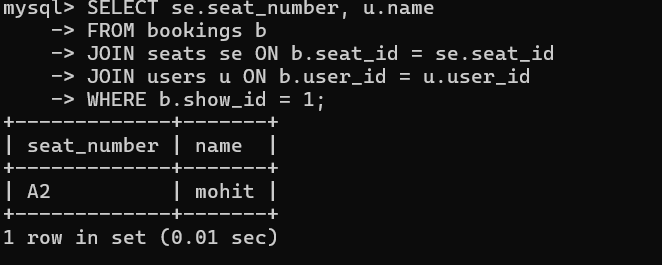 mysql> SELECT se.seat_number, u.name
    -> FROM bookings b
    -> JOIN seats se ON b.seat_id = se.seat_id
    -> JOIN users u ON b.user_id = u.user_id
    -> WHERE b.show_id = 1;
+-------------+-------+
| seat_number | name  |
+-------------+-------+
| A2          | mohit |
+-------------+-------+
1 row in set (0.01 sec)